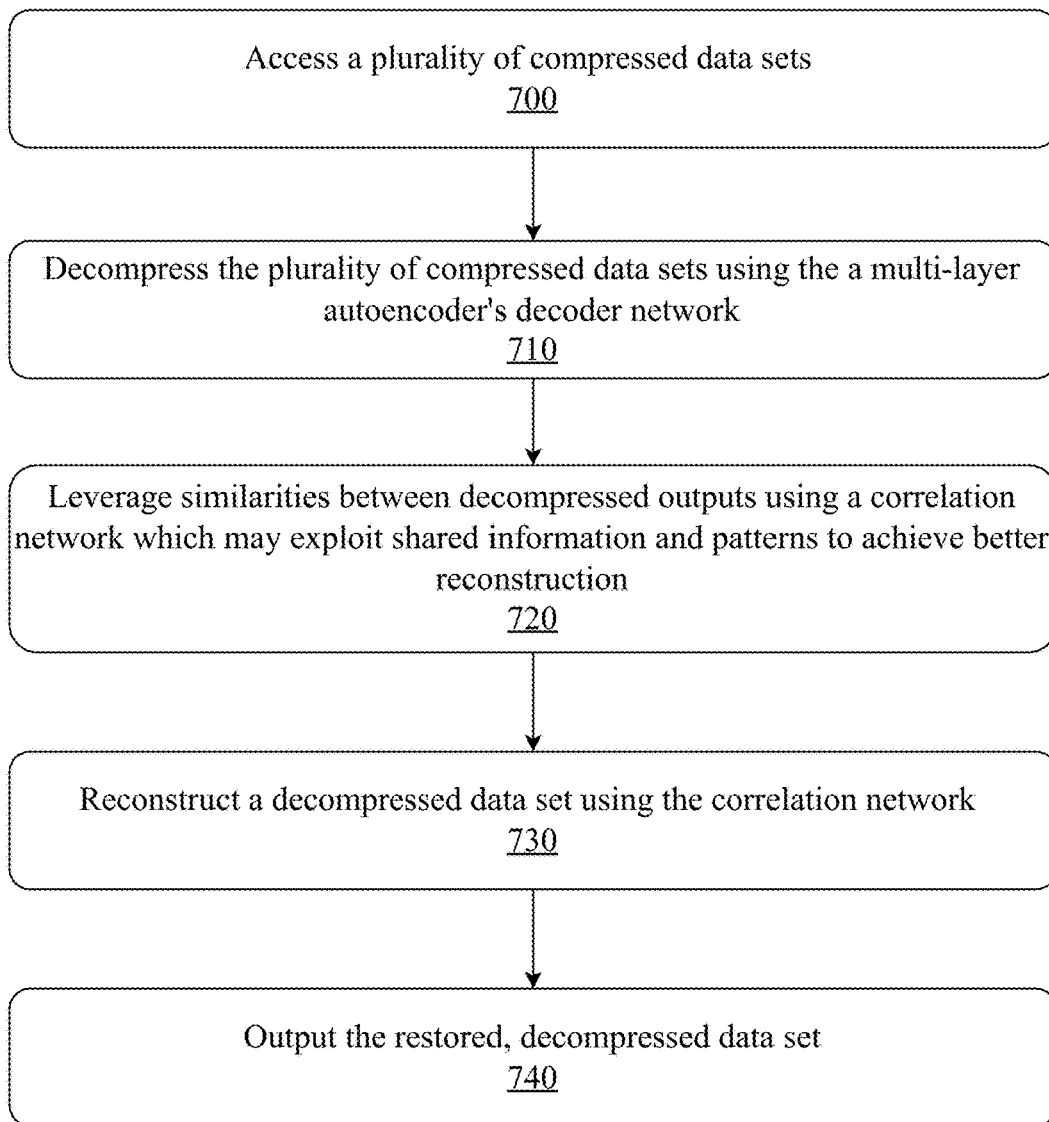 Access a plurality of compressed data sets
700
Decompress the plurality of compressed data sets using the a multi-layer
autoencoder's decoder network
710
Leverage similarities between decompressed outputs using a correlation
network which may exploit shared information and patterns to achieve better
reconstruction
720
Reconstruct a decompressed data set using the correlation network
730
Output the restored, decompressed data set
740